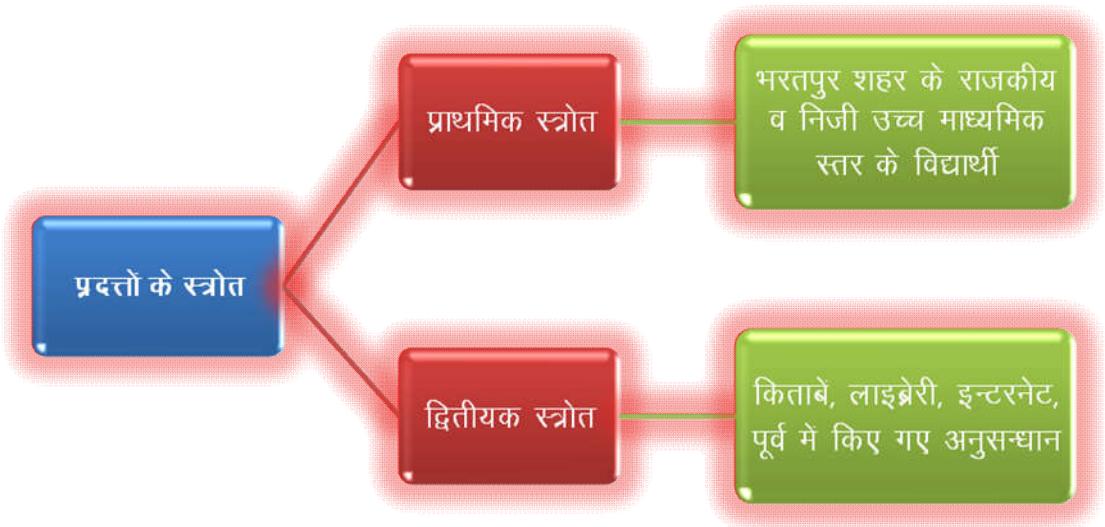 प्रदत्तों के स्त्रोत
प्राथमिक स्त्रोत
भरतपुर शहर के राजकीय
व निजी उच्च माध्यमिक
स्तर के विद्यार्थी
द्वितीयक स्त्रोत
किताबें, लाइब्रेरी, इन्टरनेट,
पूर्व में किए गए अनुसन्धान